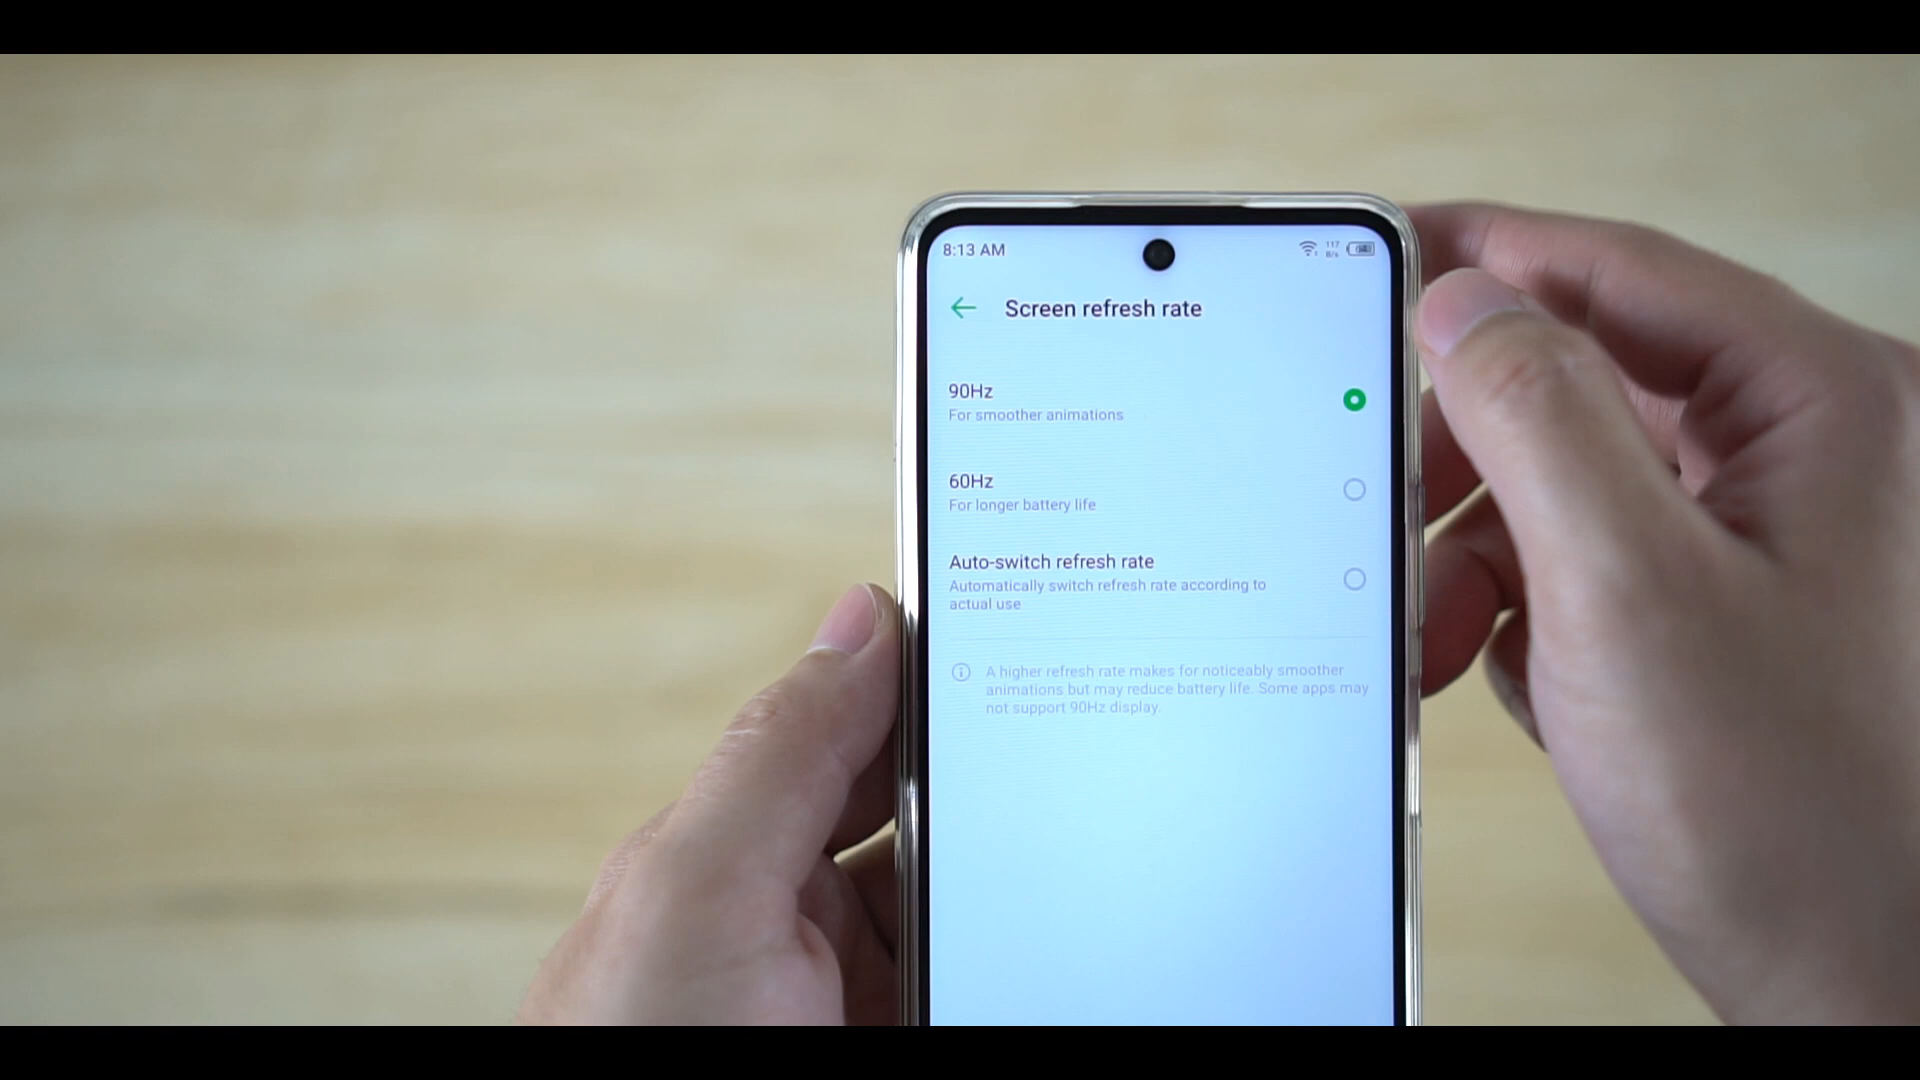 8:13 AM
117
B/s
Screen refresh rate
90Hz
For smoother animations
60Hz
For longer battery life
Auto-switch refresh rate
Automatically switch refresh rate according to
actual use
A higher refresh rate makes for noticeably smoother
animations but may reduce battery life. Some apps may
not support 90Hz display.